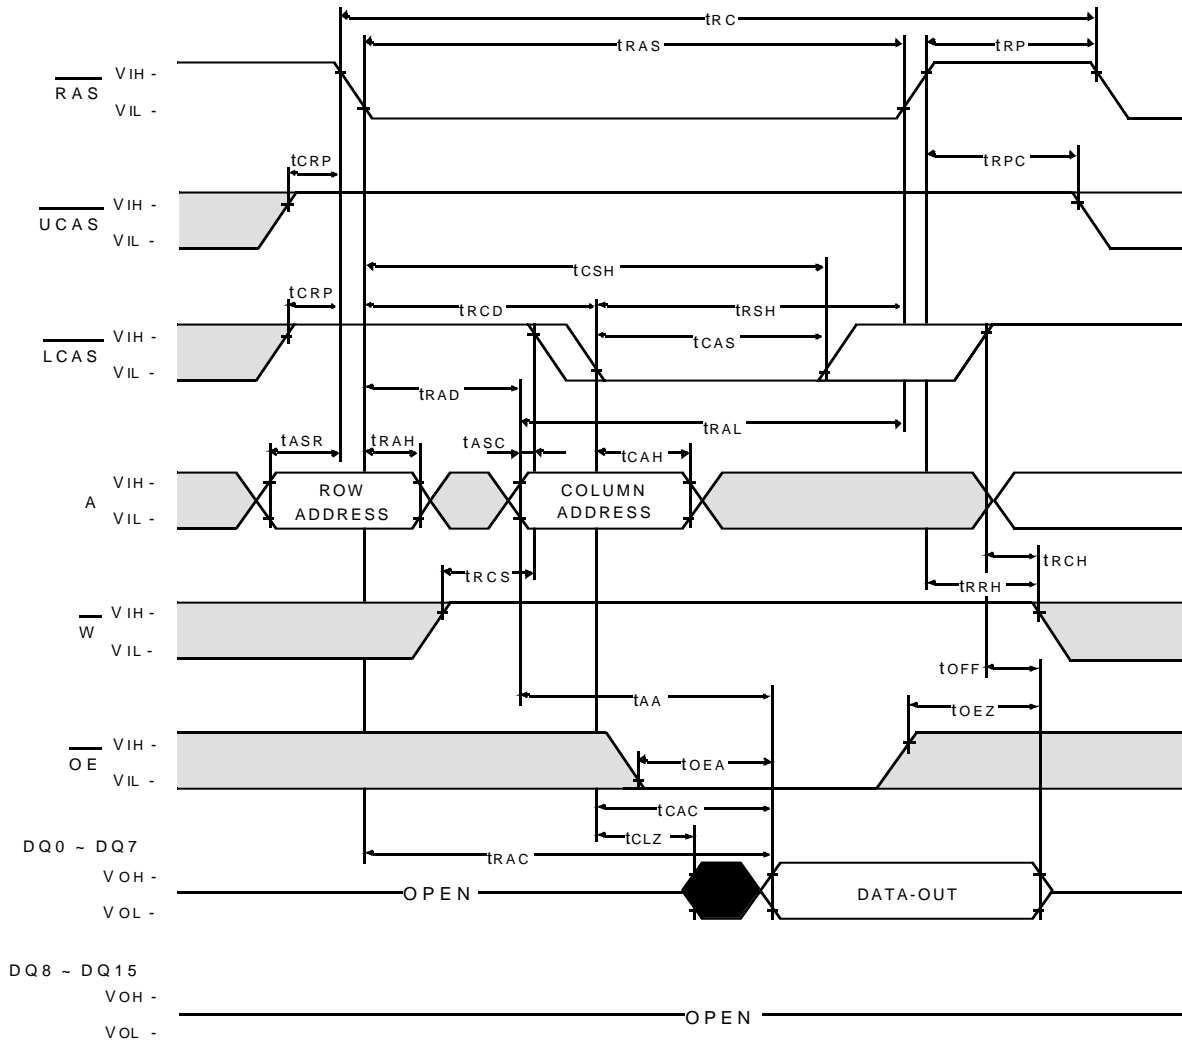 tRC
tRAS
tRP
RAS
VIH -
VIL -
tCRP
tRPC
UCAS
VIH -
VIL -
tCSH
tCRP
tRCD
tRSH
LCAS
VIH -
tCAS
VIL -
tRAD
tRAL
tASR
tRAH
tASC
tCAH
A
VIH -
VIL -
ROW
ADDRESS
COLUMN
ADDRESS
tRCS
tRCH
tRRH
W
VIH -
VIL -
tOFF
tAA
tOEZ
OE
VIH -
VIL -
tOEA
tCAC
tCLZ
tRAC
DQ0 ~ DQ7
VOH -
VOL -
OPEN
DATA-OUT
DQ8 ~ DQ15
VOH -
VOL -
OPEN